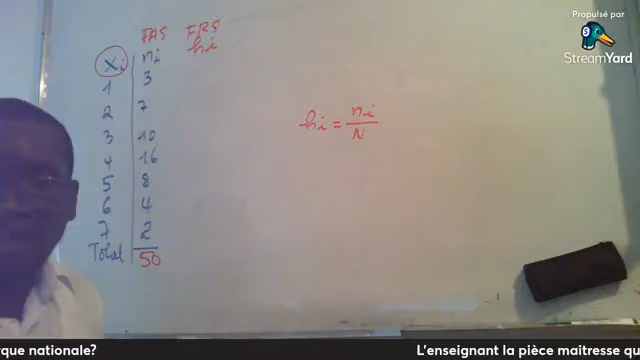 Propulsé par
StreamYard
FAS FRS
xi ni hi
1 3
2 7
3 10
4 16
5 8
6 4
7 2
Total 50
hi = ni/N
rque nationale?
L'enseignant la pièce maitresse qu